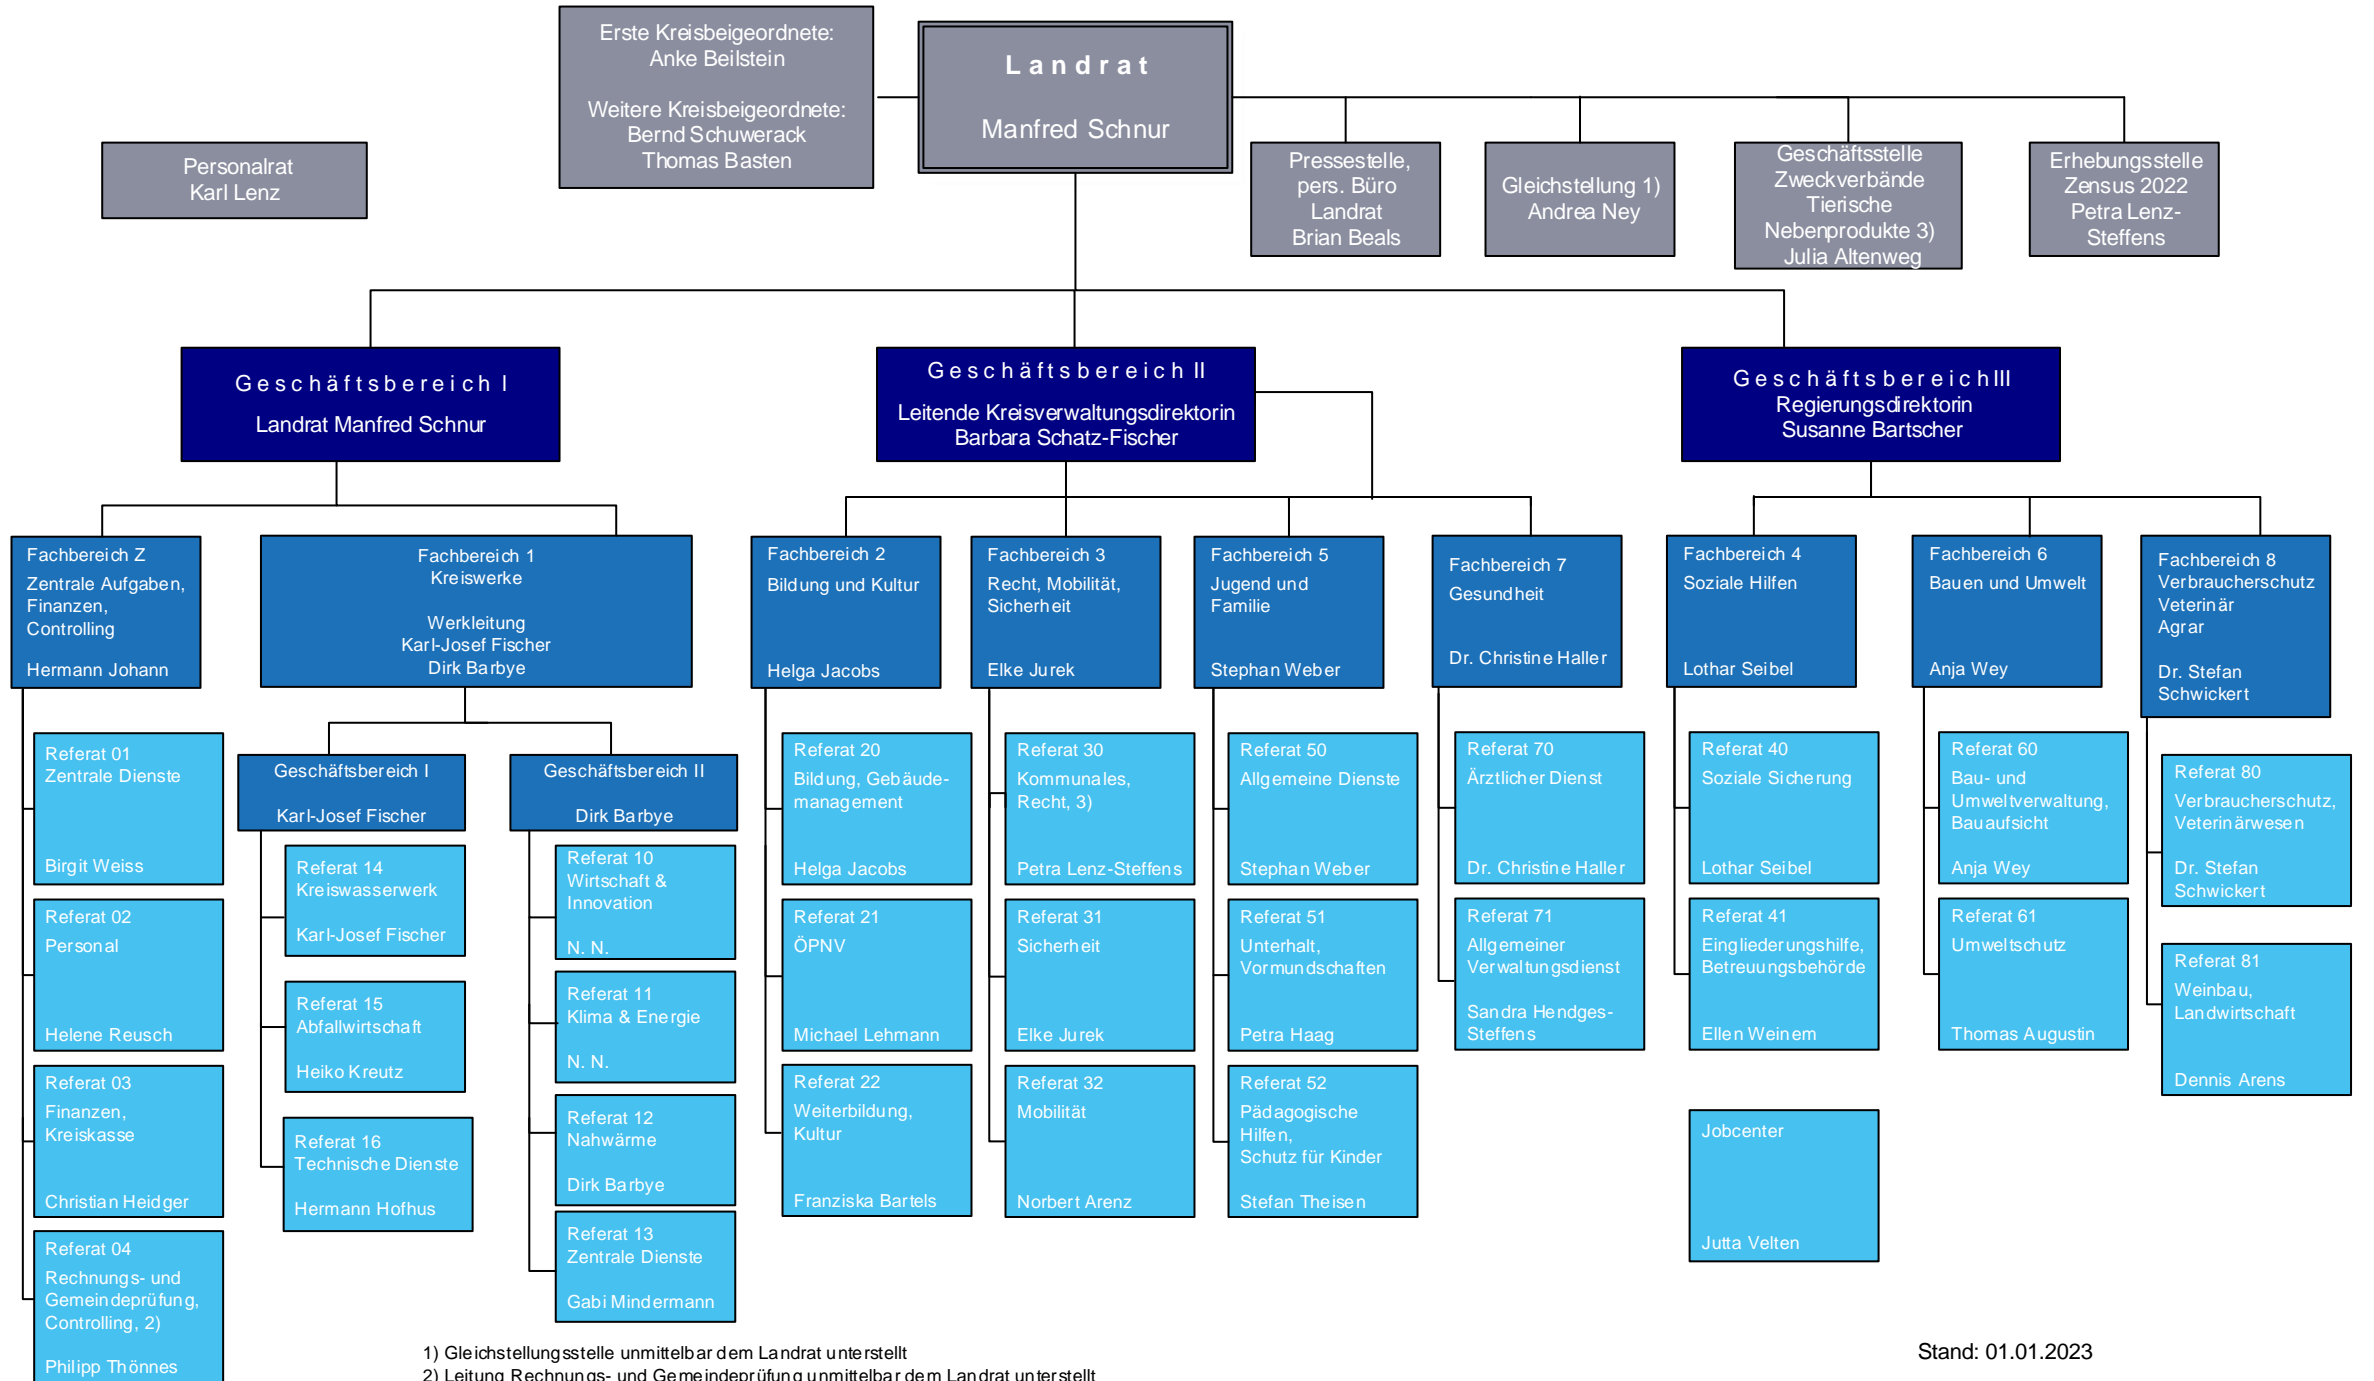 Erste Kreisbeigeordnete:
Anke Beilstein
Weitere Kreisbeigeordnete:
Bernd Schuwerack
Thomas Basten
Landrat
Manfred Schnur
Personalrat
Karl Lenz
Pressestelle,
pers. Büro
Landrat
Brian Beals
Gleichstellung 1)
Andrea Ney
Geschäftsstelle
Zweckverbände
Tierische
Nebenprodukte 3)
Julia Altenweg
Erhebungsstelle
Zensus 2022
Petra Lenz-
Steffens
Geschäftsbereich I
Landrat Manfred Schnur
Geschäftsbereich II
Leitende Kreisverwaltungsdirektorin
Barbara Schatz-Fischer
Geschäftsbereich III
Regierungsdirektorin
Susanne Bartscher
Fachbereich Z
Zentrale Aufgaben,
Finanzen,
Controlling
Hermann Johann
Fachbereich 1
Kreiswerke
Werkleitung
Karl-Josef Fischer
Dirk Barbye
Fachbereich 2
Bildung und Kultur
Helga Jacobs
Fachbereich 3
Recht, Mobilität,
Sicherheit
Elke Jurek
Fachbereich 5
Jugend und
Familie
Stephan Weber
Fachbereich 7
Gesundheit
Dr. Christine Haller
Fachbereich 4
Soziale Hilfen
Lothar Seibel
Fachbereich 6
Bauen und Umwelt
Anja Wey
Fachbereich 8
Verbraucherschutz
Veterinär
Agrar
Dr. Stefan
Schwickert
Referat 01
Zentrale Dienste
Birgit Weiss
Referat 02
Personal
Helene Reusch
Referat 03
Finanzen,
Kreiskasse
Christian Heidger
Referat 04
Rechnungs- und
Gemeindeprüfung,
Controlling, 2)
Philipp Thönnes
Geschäftsbereich I
Karl-Josef Fischer
Referat 14
Kreiswasserwerk
Karl-Josef Fischer
Referat 15
Abfallwirtschaft
Heiko Kreutz
Referat 16
Technische Dienste
Hermann Hofhus
Geschäftsbereich II
Dirk Barbye
Referat 10
Wirtschaft &
Innovation
N. N.
Referat 11
Klima & Energie
N. N.
Referat 12
Nahwärme
Dirk Barbye
Referat 13
Zentrale Dienste
Gabi Mindermann
Referat 20
Bildung, Gebäude-
management
Helga Jacobs
Referat 21
ÖPNV
Michael Lehmann
Referat 22
Weiterbildung,
Kultur
Franziska Bartels
Referat 30
Kommunales,
Recht, 3)
Petra Lenz-Steffens
Referat 31
Sicherheit
Elke Jurek
Referat 32
Mobilität
Norbert Arenz
Referat 50
Allgemeine Dienste
Stephan Weber
Referat 51
Unterhalt,
Vormundschaften
Petra Haag
Referat 52
Pädagogische
Hilfen,
Schutz für Kinder
Stefan Theisen
Referat 70
Ärztlicher Dienst
Dr. Christine Haller
Referat 71
Allgemeiner
Verwaltungsdienst
Sandra Hendges-
Steffens
Referat 40
Soziale Sicherung
Lothar Seibel
Referat 41
Eingliederungshilfe,
Betreuungsbehörde
Ellen Weinem
Jobcenter
Jutta Velten
Referat 60
Bau- und
Umweltverwaltung,
Bauaufsicht
Anja Wey
Referat 61
Umweltschutz
Thomas Augustin
Referat 80
Verbraucherschutz,
Veterinärwesen
Dr. Stefan
Schwickert
Referat 81
Weinbau,
Landwirtschaft
Dennis Arens
1) Gleichstellungsstelle unmittelbar dem Landrat unterstellt
2) Leitung Rechnungs- und Gemeindeprüfung unmittelbar dem Landrat unterstellt
Stand: 01.01.2023